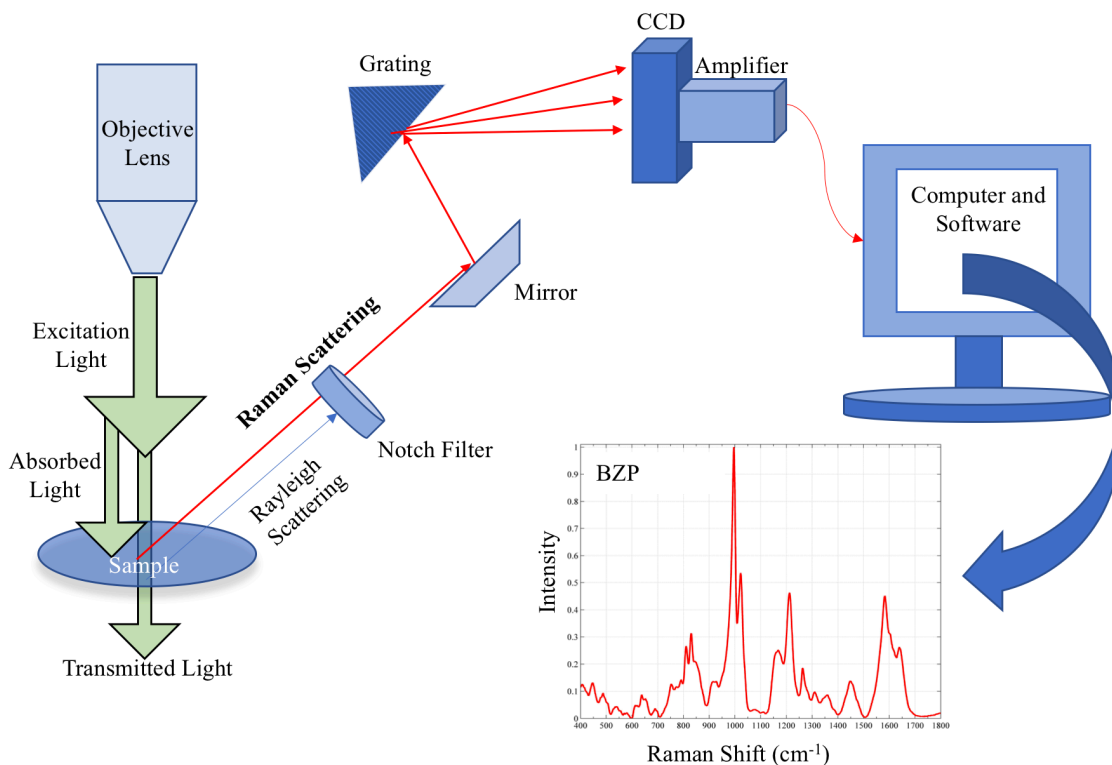 CCD
Grating
Amplifier
Objective
Lens
Computer and
Software
Mirror
Excitation
Light
Raman Scattering
Notch Filter
Absorbed
Light
Rayleigh
Scattering
Sample
Transmitted Light
BZP
Intensity
1
0.9
0.8
0.7
0.6
0.5
0.4
0.3
0.2
0.1
0
400 500 600 700 800 900 1000 1100 1200 1300 1400 1500 1600 1700 1800
Raman Shift (cm⁻¹)